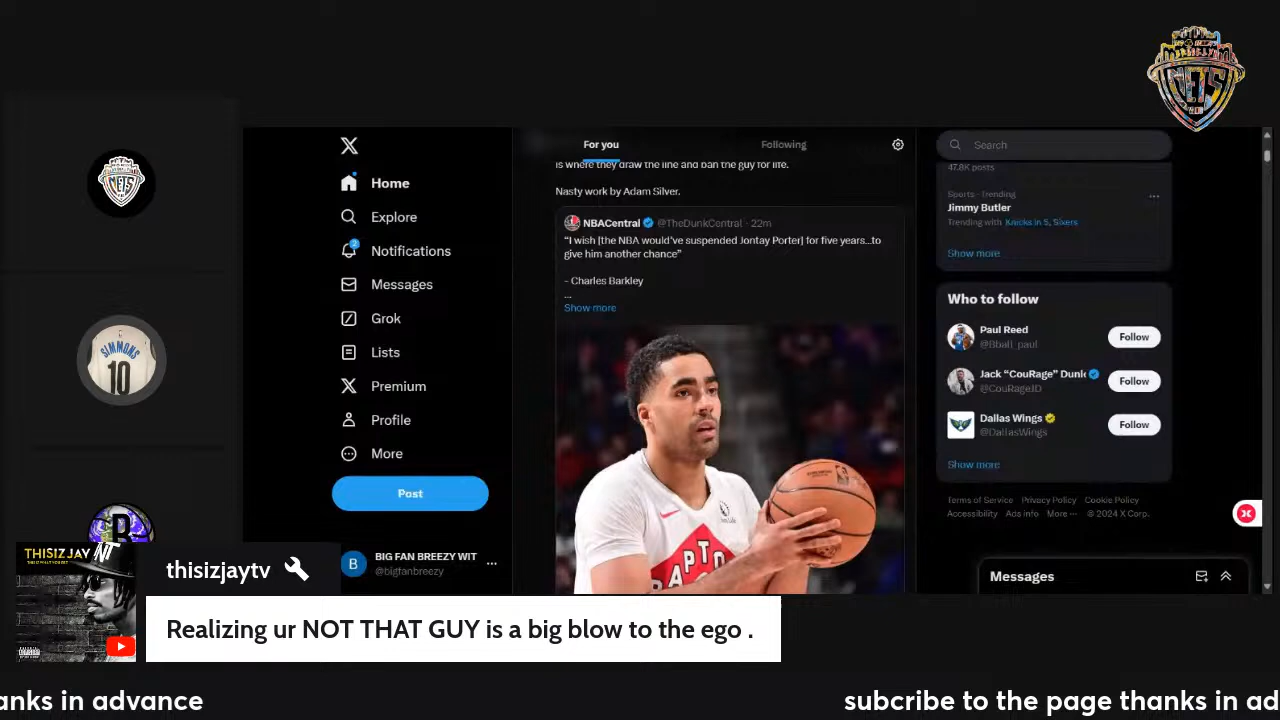 For you
Following
Search
Home
Explore
2
Notifications
Messages
Grok
Lists
Premium
Profile
More
Post
BIG FAN BREEZY WIT
@bigfanbreezy
is where they draw the line and ban the guy for life.
Nasty work by Adam Silver.
NBACentral @TheDunkCentral · 22m
“I wish [the NBA would've suspended Jontay Porter] for five years...to
give him another chance”
- Charles Barkley
...
Show more
47.8K posts
Sports · Trending
Jimmy Butler
Trending with Knicks in 5, Sixers
Show more
Who to follow
Paul Reed
@Bball_paul
Follow
Jack “CouRage” Dunl
@CouRageJD
Follow
Dallas Wings
@DallasWings
Follow
Show more
Terms of Service Privacy Policy Cookie Policy
Accessibility Ads info More ··· © 2024 X Corp.
Messages
NETS
SIMMONS
10
B
THISIZJAY NT
thisizjaytv
Realizing ur NOT THAT GUY is a big blow to the ego .
anks in advance
subcribe to the page thanks in ad